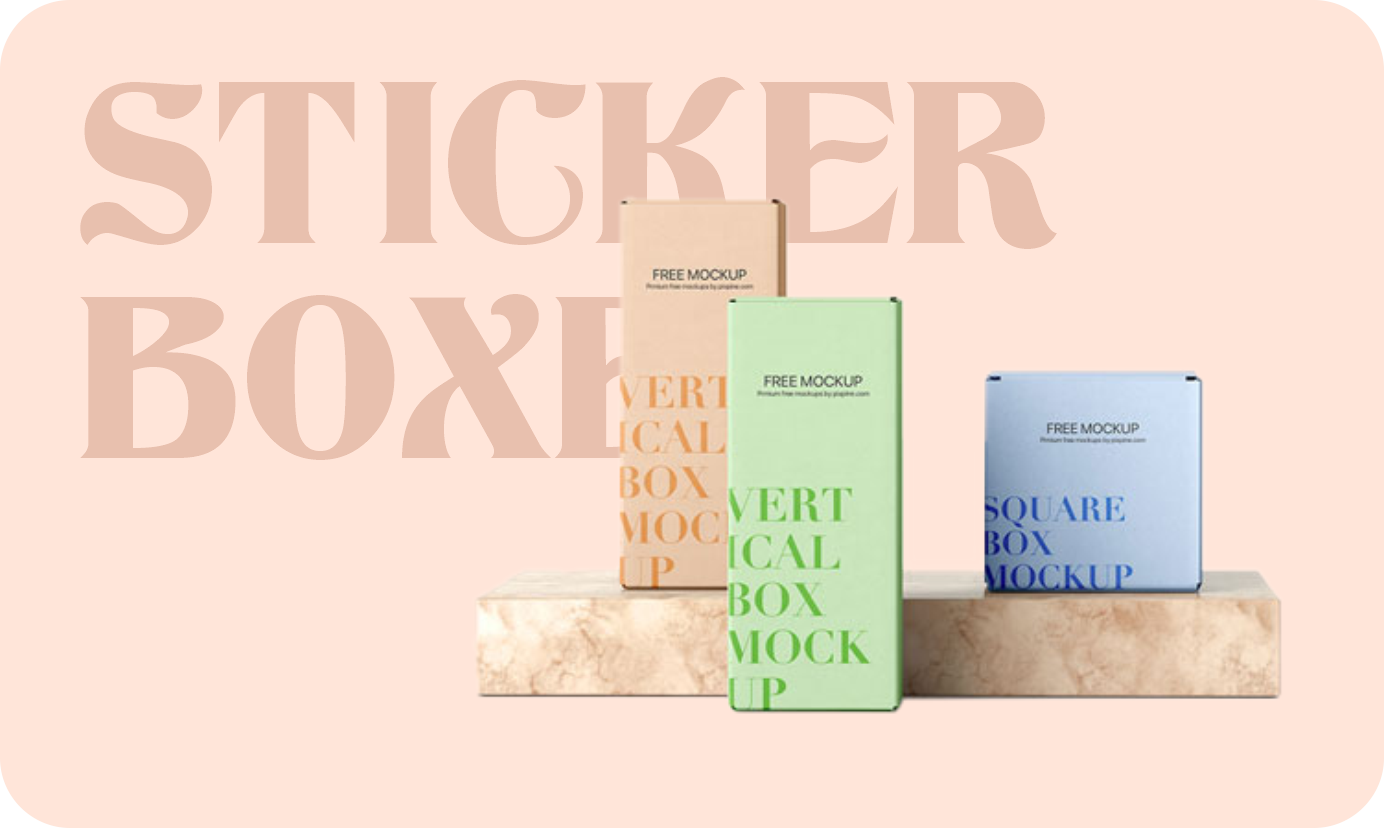 STICKER
BOXE
FREE MOCKUP
VERT
ICAL
BOX
MOC
UP
FREE MOCKUP
VERT
ICAL
BOX
MOCK
UP
FREE MOCKUP
SQUARE
BOX
MOCKUP